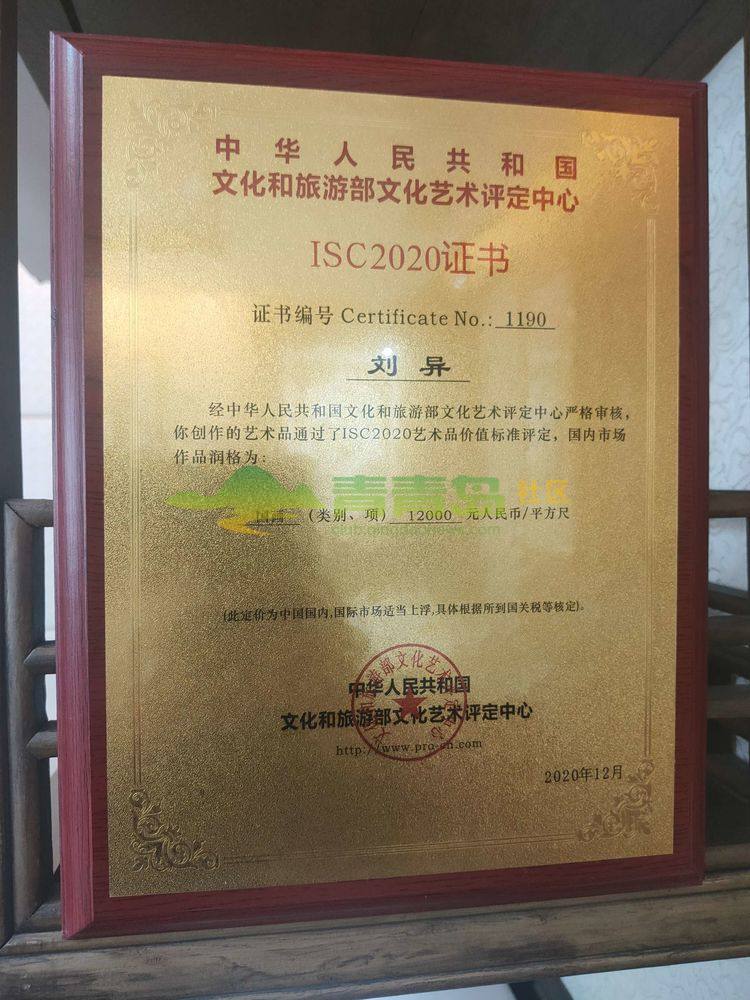 中华人民共和国
文化和旅游部文化艺术评定中心
ISC2020证书
证书编号 Certificate No.: 1190
刘异
经中华人民共和国文化和旅游部文化艺术评定中心严格审核,
你创作的艺术品通过了ISC2020艺术品价值标准评定，国内市场
作品润格为:
青青岛 社区
国画 (类别、项) 12000 元人民币/平方尺
club.qingdaonews.com
(此定价为中国国内,国际市场适当上浮,具体根据所到国关税等核定)。
中华人民共和国
文化和旅游部文化艺术评定中心
http://www.pro-cn.com
2020年12月